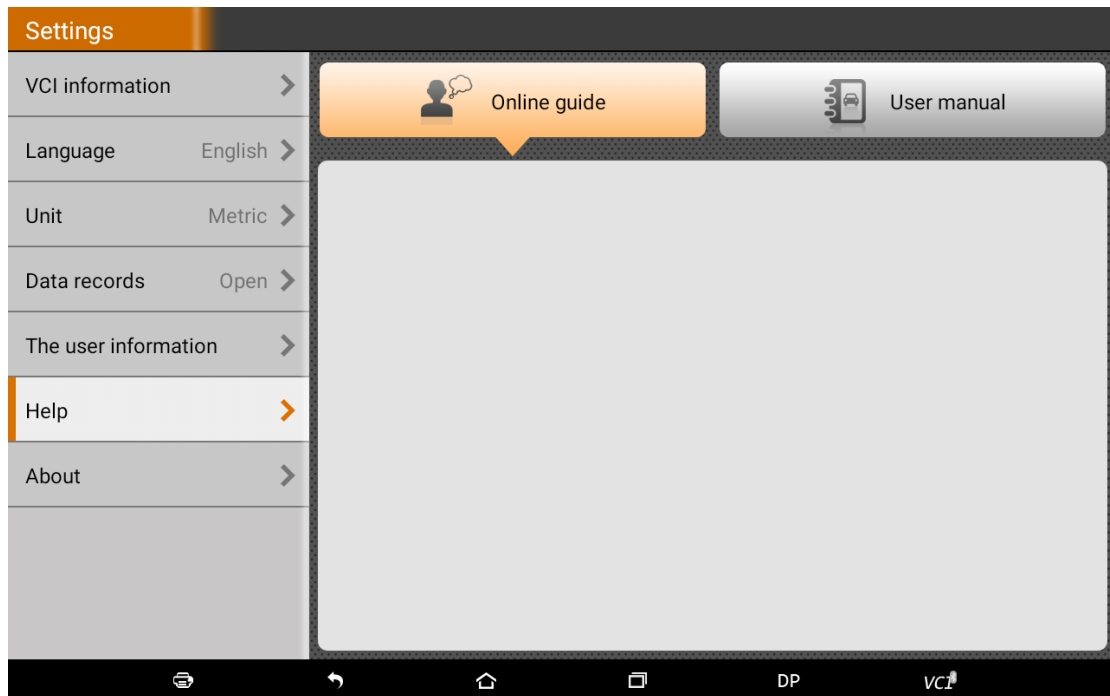 Settings
VCI information
Language English
Unit Metric
Data records Open
The user information
Help
About
Online guide
User manual
DP
VCI